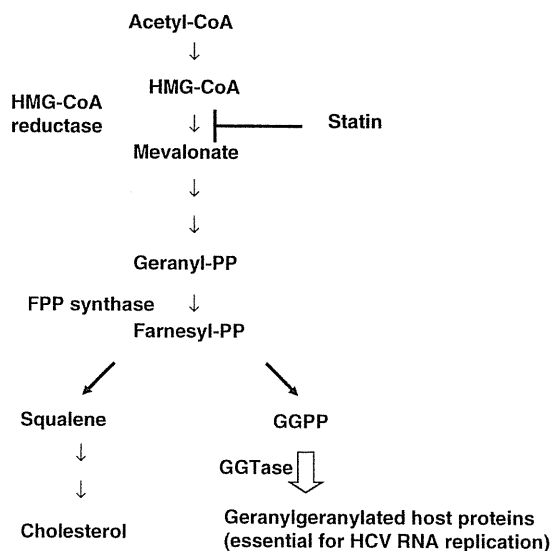 Acetyl-CoA
HMG-CoA
HMG-CoA
reductase
Statin
Mevalonate
Geranyl-PP
FPP synthase
Farnesyl-PP
Squalene
GGPP
GGTase
Cholesterol
Geranylgeranylated host proteins
(essential for HCV RNA replication)